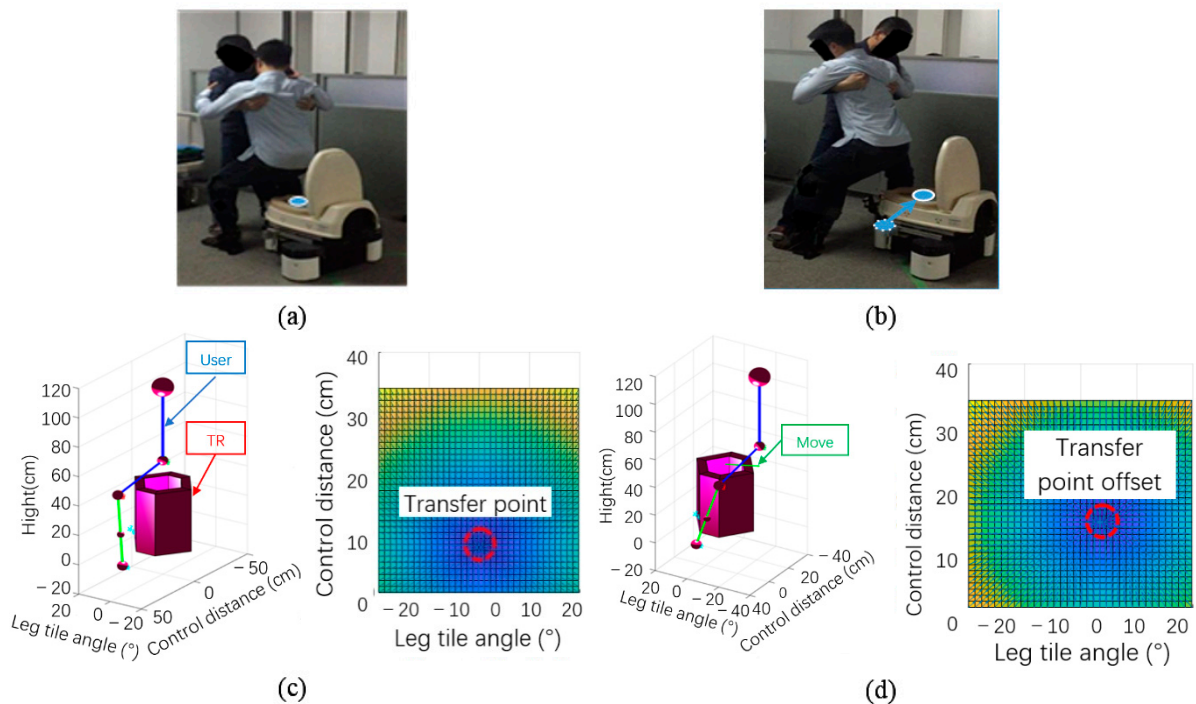 (a)
(b)
User
TR
120
100
80
60
40
20
0
− 20
Hight(cm)
20
0
− 20
Leg tile angle (°)
50
0
− 50
Control distance (cm)
40
30
20
10
0
Control distance (cm)
Transfer point
− 20
− 10
0
10
20
Leg tile angle (°)
Move
120
100
80
60
40
20
0
− 20
Hight(cm)
20
0
−20
−40
Leg tile angle (°)
40
20
0
−20
− 40
Control distance (cm)
40
30
20
10
0
Control distance (cm)
Transfer
point offset
− 20
− 10
0
10
20
Leg tile angle (°)
(c)
(d)